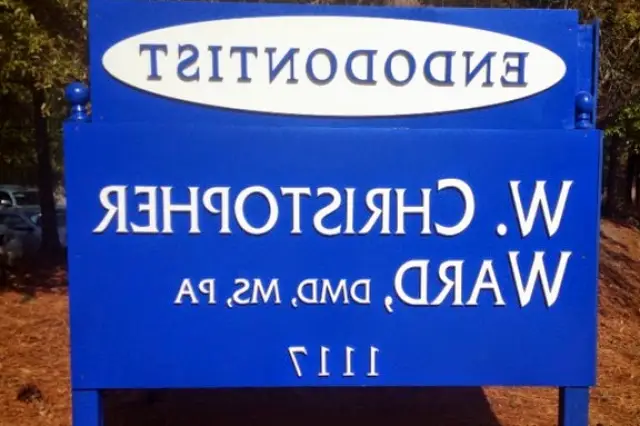 ENDODONTIST
W. CHRISTOPHER
WARD, DMD, MS, PA
1117